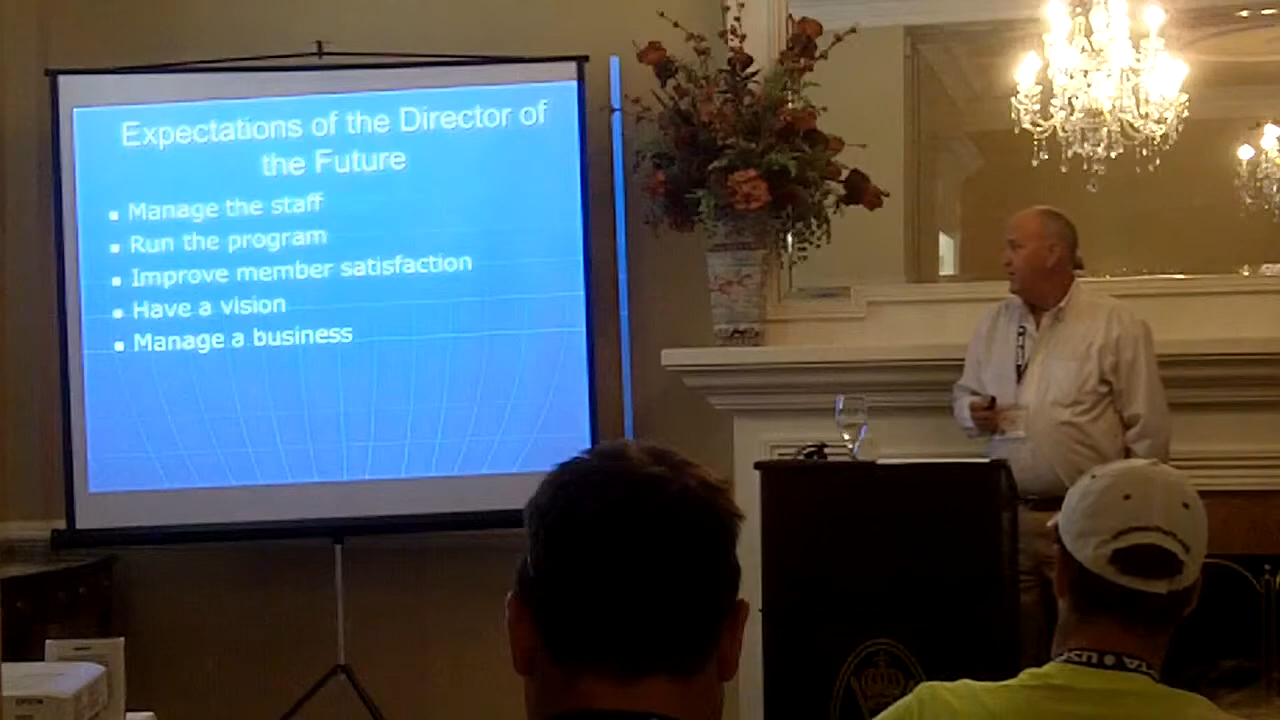 Expectations of the Director of
the Future
Manage the staff
Run the program
Improve member satisfaction
Have a vision
Manage a business
EPSON